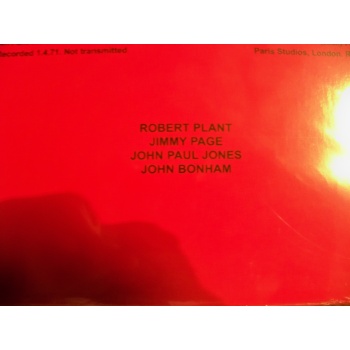 Recorded 1.4.71. Not transmitted
Paris Studios, London
ROBERT PLANT
JIMMY PAGE
JOHN PAUL JONES
JOHN BONHAM